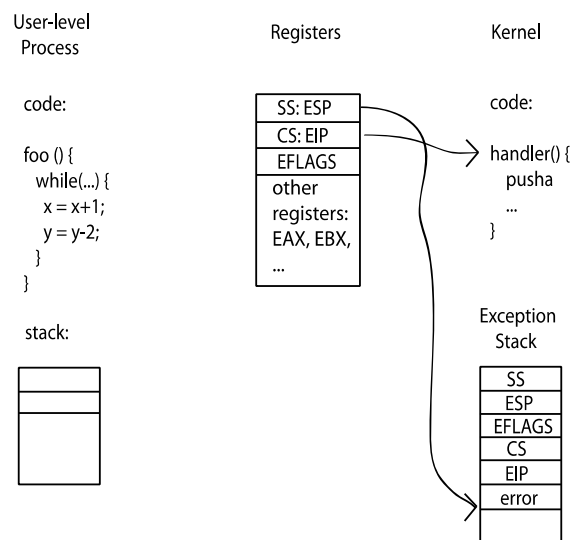 User-level
Process
Registers
Kernel
code:
foo () {
while(...) {
x = x+1;
y = y-2;
}
}
stack:
SS: ESP
CS: EIP
EFLAGS
other
registers:
EAX, EBX,
...
code:
handler() {
pusha
...
}
Exception
Stack
SS
ESP
EFLAGS
CS
EIP
error